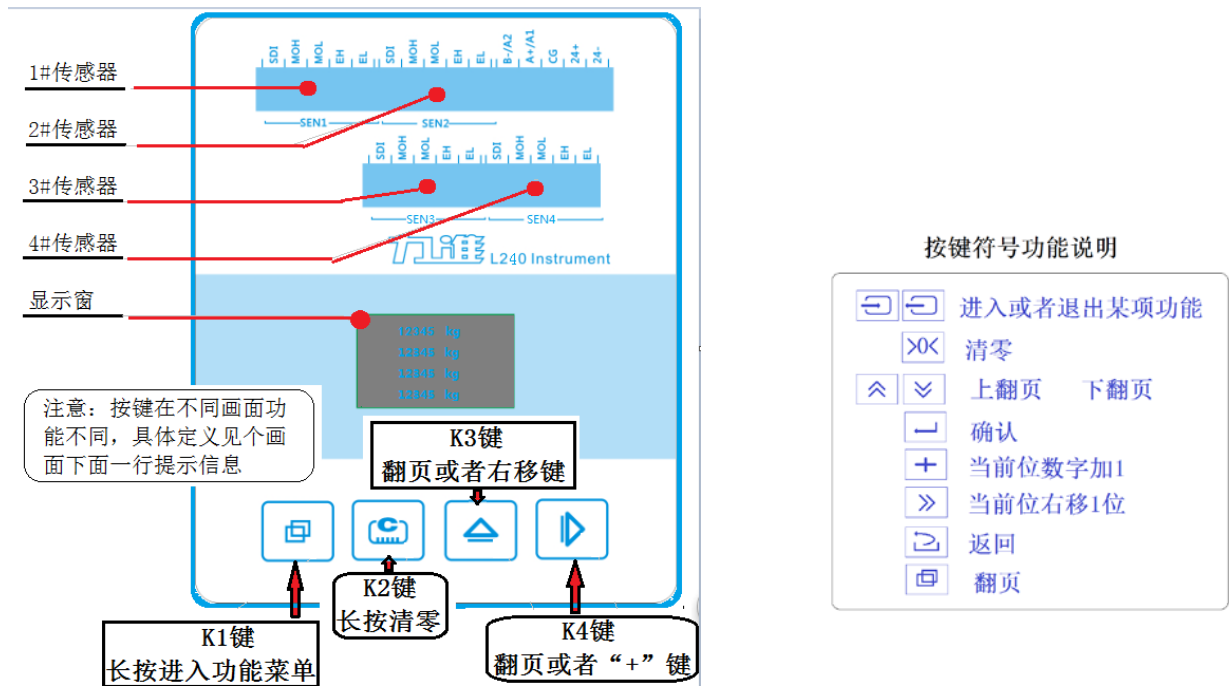 SDI MOH MOL EH EL SDI MOH MOL EH EL B-/A2 A+/A1 CG 24+ 24-
1#传感器
SEN1 SEN2
2#传感器
SDI MOH MOL EH EL SDI MOH MOL EH EL
3#传感器
SEN3 SEN4
4#传感器
力准 L240 Instrument
显示窗
12345 kg
12345 kg
12345 kg
12345 kg
注意：按键在不同画面功
能不同，具体定义见个画
面下面一行提示信息
K3键
翻页或者右移键
C
K2键
长按清零
K1键
长按进入功能菜单
K4键
翻页或者“+”键
按键符号功能说明
进入或者退出某项功能
>0< 清零
上翻页 下翻页
确认
+ 当前位数字加1
当前位右移1位
返回
翻页